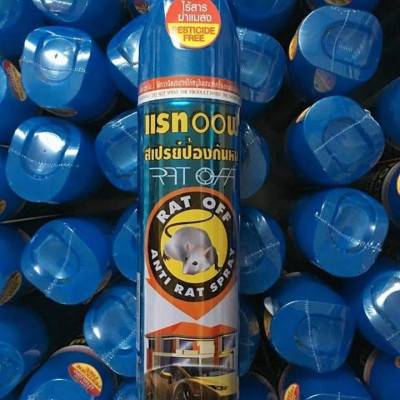 ไร้สาร
ฆ่าแมลง
PESTICIDE
FREE
แรทออฟ
สเปรย์ป้องกันหนู
RAT OFF
RAT OFF
ANTI RAT SPRAY